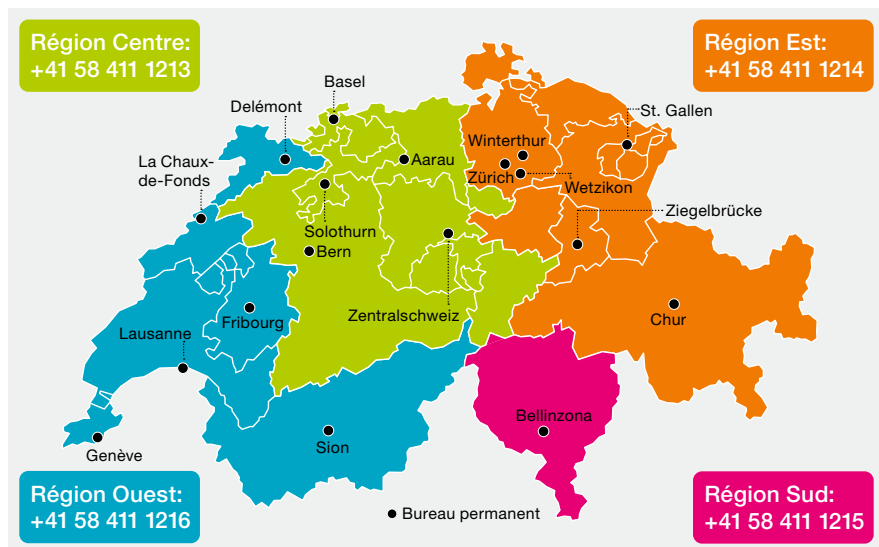 Région Centre:
+41 58 411 1213
Région Est:
+41 58 411 1214
Basel
Delémont
St. Gallen
La Chaux-
de-Fonds
Winterthur
Aarau
Zürich
Wetzikon
Ziegelbrücke
Solothurn
Bern
Zentralschweiz
Chur
Fribourg
Lausanne
Bellinzona
Sion
Genève
Région Ouest:
+41 58 411 1216
Région Sud:
+41 58 411 1215
Bureau permanent